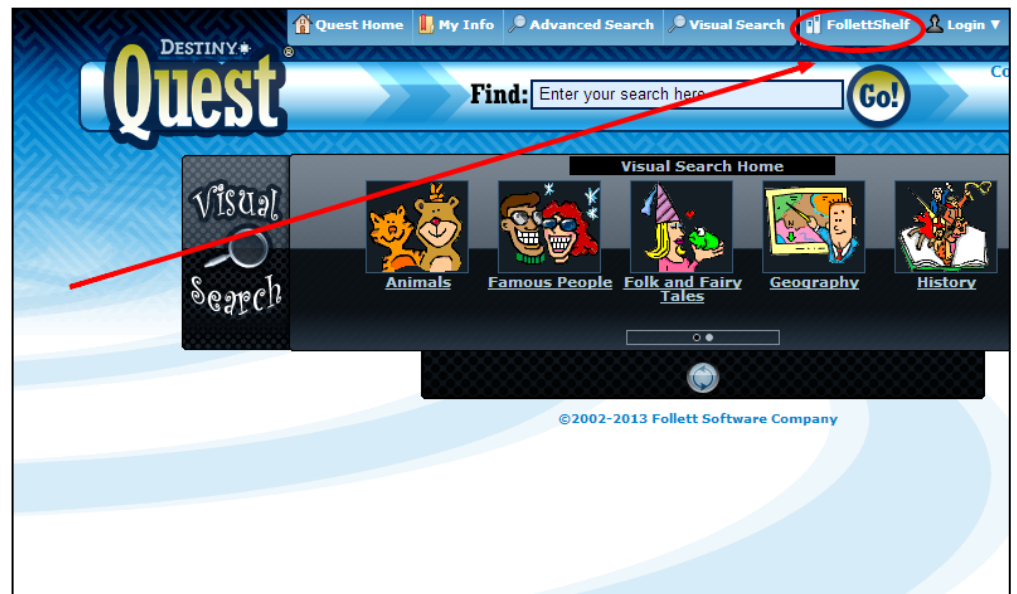 Quest Home My Info Advanced Search Visual Search FollettShelf Login ▼
DESTINY
®
Quest
Co
Find: Enter your search here Go!
Visual Search Home
Visual
Search
Animals Famous People Folk and Fairy Tales Geography History
©2002-2013 Follett Software Company